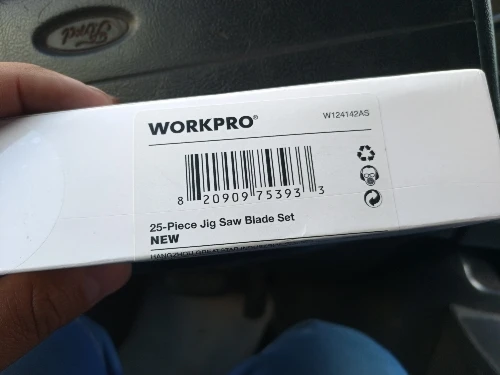 Ford
WORKPRO®
W124142AS
8 20909 75393 3
25-Piece Jig Saw Blade Set
NEW